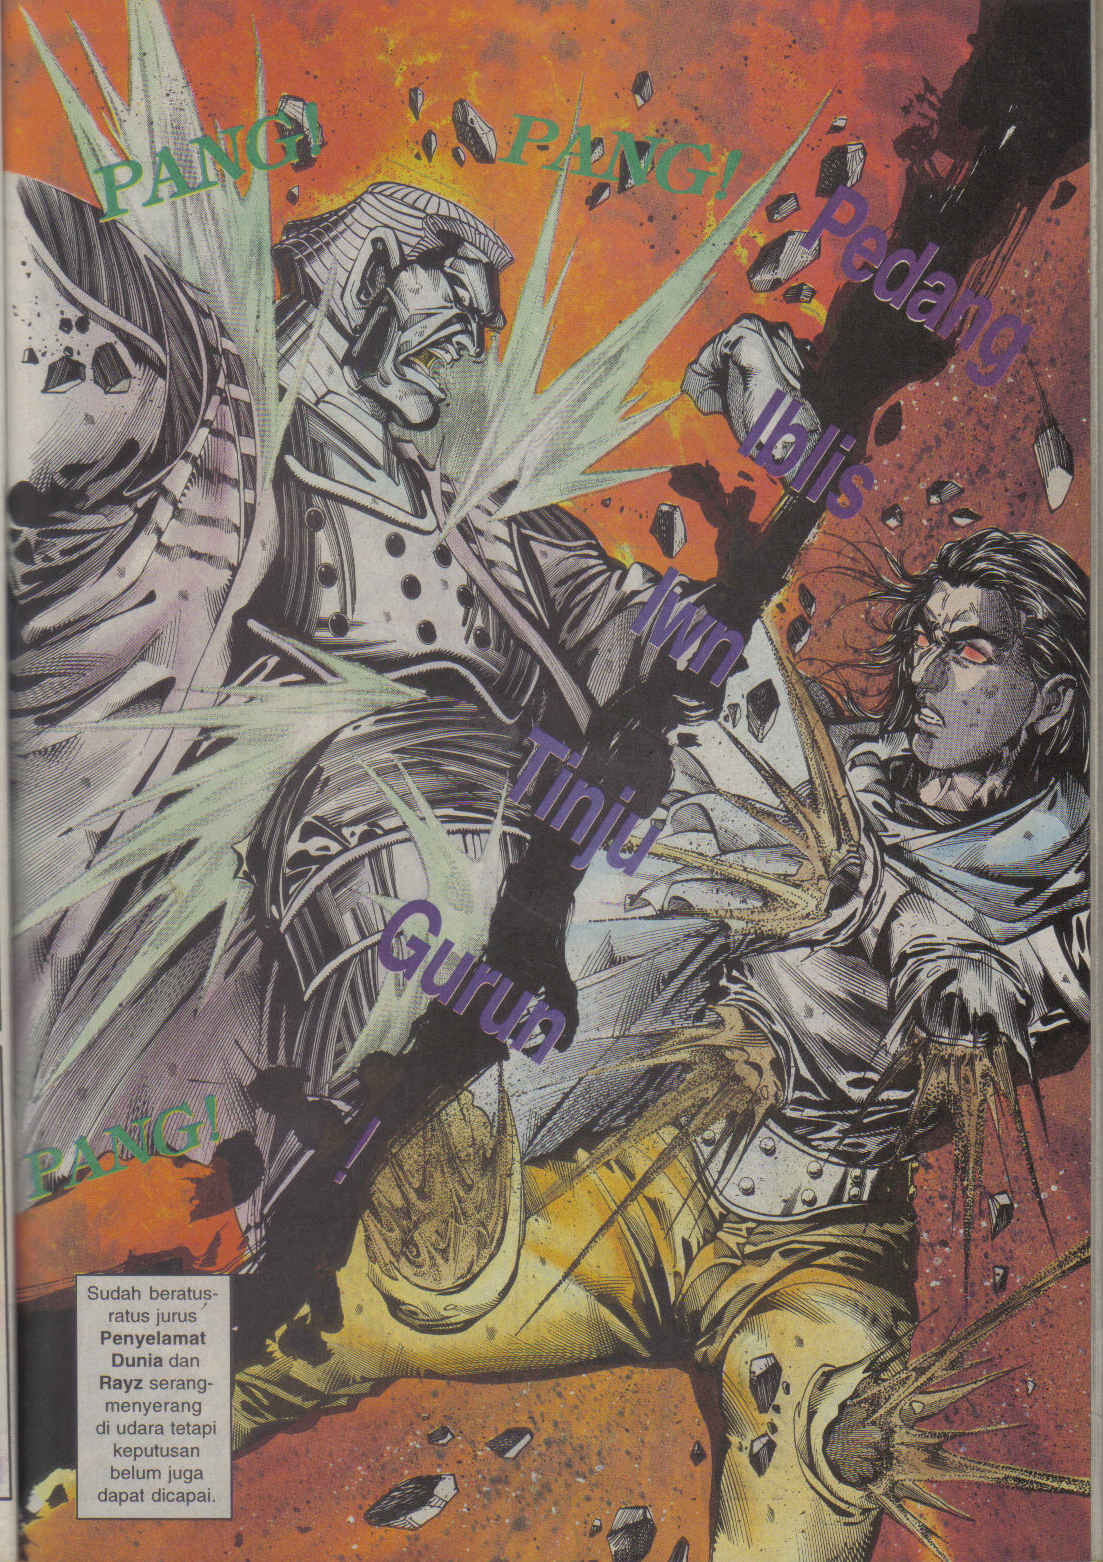 PANG!
PANG!
Pedang
Iblis
lwn
Tinju
Gurun
!
PANG!
Sudah beratus-
ratus jurus
Penyelamat
Dunia dan
Rayz serang-
menyerang
di udara tetapi
keputusan
belum juga
dapat dicapai.